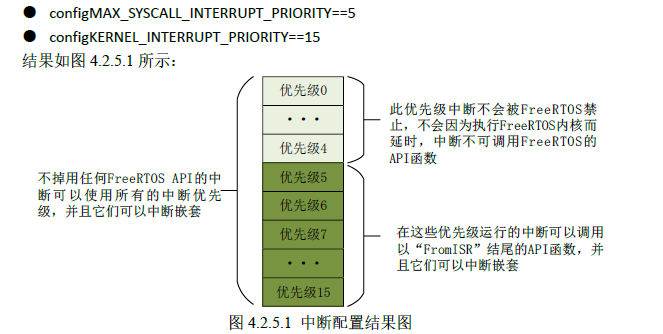 ● configMAX_SYSCALL_INTERRUPT_PRIORITY==5
● configKERNEL_INTERRUPT_PRIORITY==15
结果如图 4.2.5.1 所示：
优先级0
···
优先级4
优先级5
优先级6
优先级7
···
优先级15
此优先级中断不会被FreeRTOS禁
止，不会因为执行FreeRTOS内核而
延时，中断不可调用FreeRTOS的
API函数
不掉用任何FreeRTOS API的中
断可以使用所有的中断优先
级，并且它们可以中断嵌套
在这些优先级运行的中断可以调用
以“FromISR”结尾的API函数，并
且它们可以中断嵌套
图 4.2.5.1 中断配置结果图